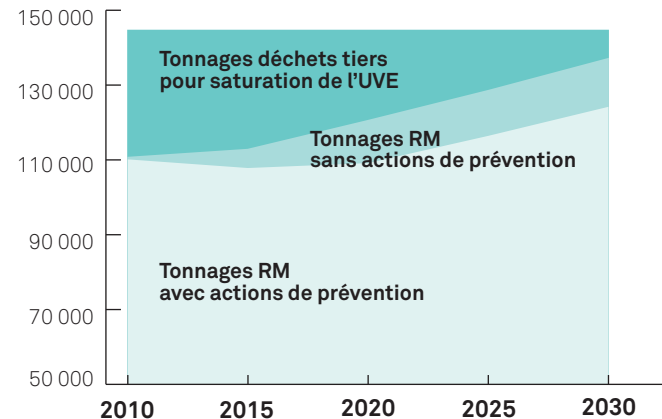 150 000
Tonnages déchets tiers
pour saturation de l'UVE
130 000
Tonnages RM
sans actions de prévention
110 000
90 000
Tonnages RM
avec actions de prévention
70 000
50 000
2010 2015 2020 2025 2030